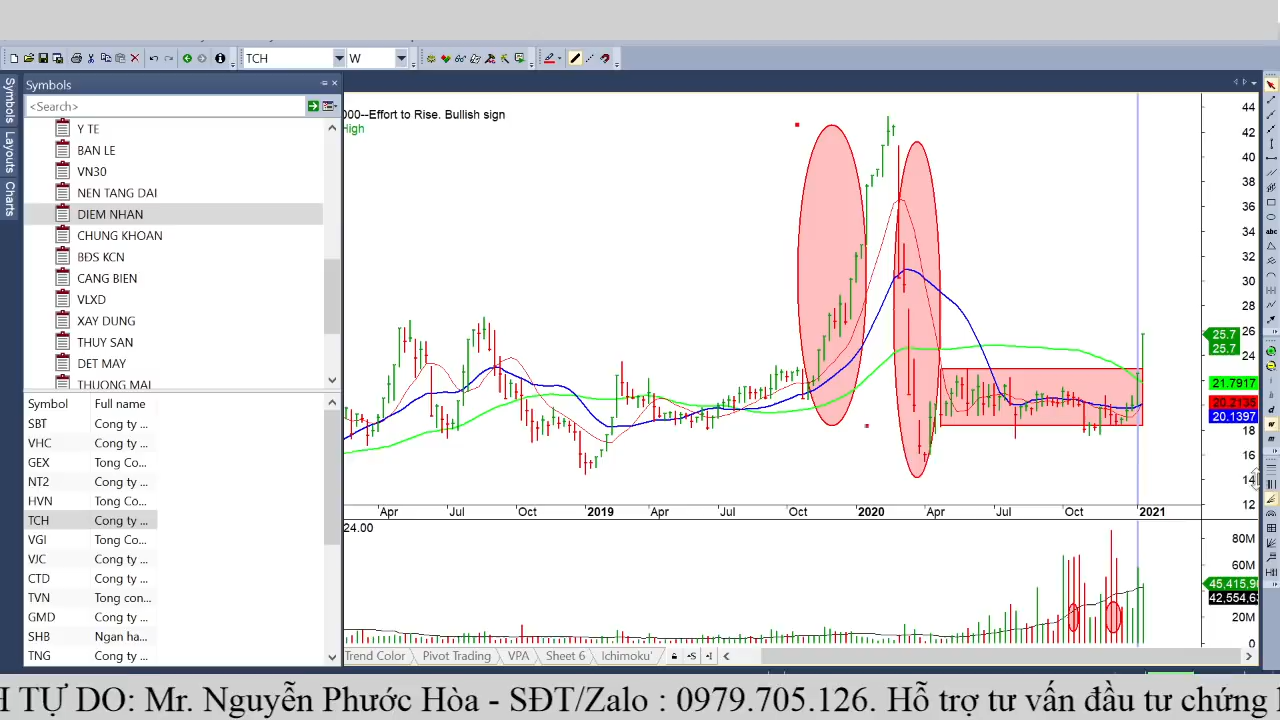 TCH
W
Symbols
Layouts
Charts
Symbols
<Search>
Y TE
BAN LE
VN30
NEN TANG DAI
DIEM NHAN
CHUNG KHOAN
BĐS KCN
CANG BIEN
VLXD
XAY DUNG
THUY SAN
DET MAY
THUONG MAI
Symbol Full name
SBT Cong ty ...
VHC Cong ty ...
GEX Tong Co...
NT2 Cong ty ...
HVN Tong Co...
TCH Cong ty ...
VGI Tong Co...
VJC Cong ty ...
CTD Cong ty ...
TVN Tong con...
GMD Cong ty ...
SHB Ngan ha...
TNG Cong ty ...
000--Effort to Rise. Bullish sign
High
44
42
40
38
36
34
32
30
28
26
25.7
25.7
24
21.7917
20.2135
20.1397
18
16
14
12
Apr Jul Oct 2019 Apr Jul Oct 2020 Apr Jul Oct 2021
24.00
80M
60M
45,415,90
42,554,63
20M
0
Trend Color Pivot Trading VPA Sheet 6 Ichimoku'
abc
H TỰ DO: Mr. Nguyễn Phước Hòa - SĐT/Zalo : 0979.705.126. Hỗ trợ tư vấn đầu tư chứng